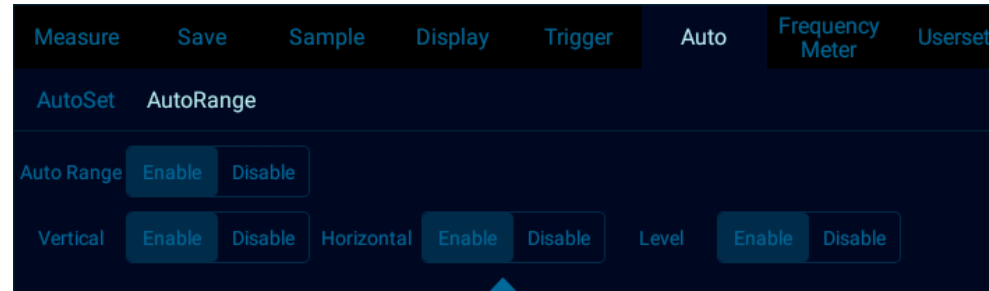 Measure Save Sample Display Trigger Auto Frequency Meter Userset
AutoSet AutoRange
Auto Range Enable Disable
Vertical Enable Disable Horizontal Enable Disable Level Enable Disable